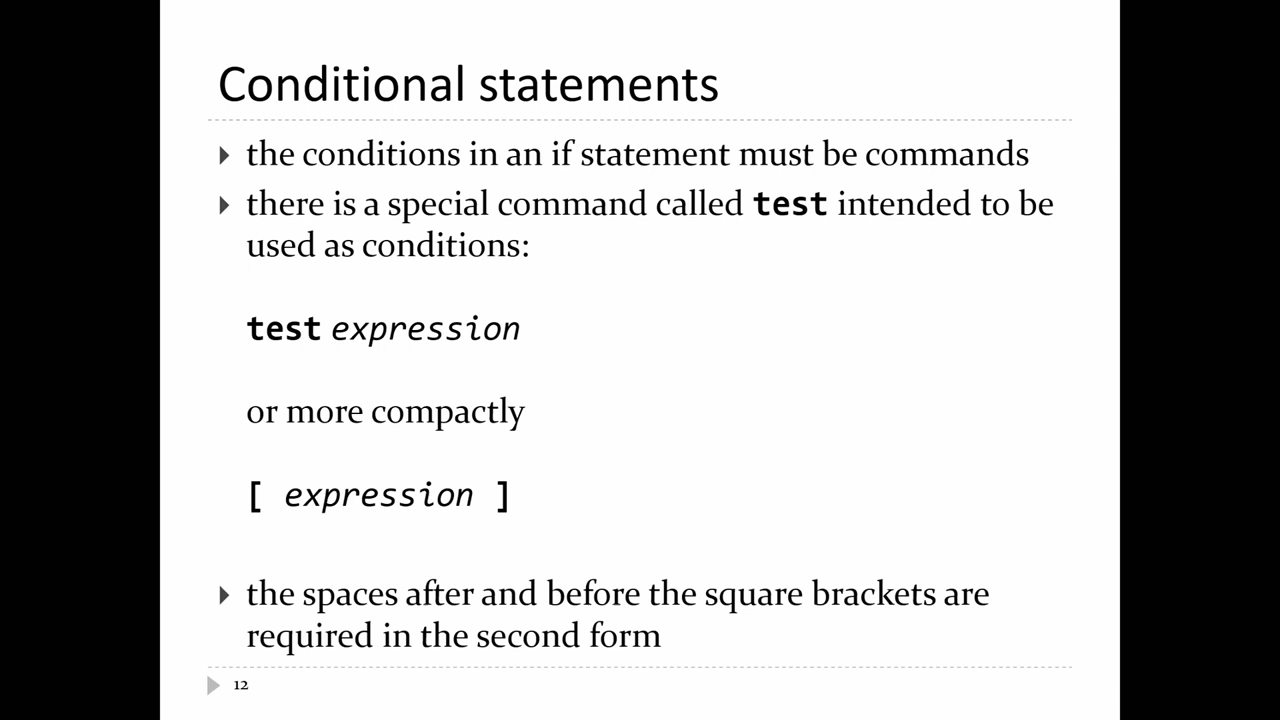 Conditional statements
the conditions in an if statement must be commands
there is a special command called test intended to be
used as conditions:
test expression
or more compactly
[ expression ]
the spaces after and before the square brackets are
required in the second form
12